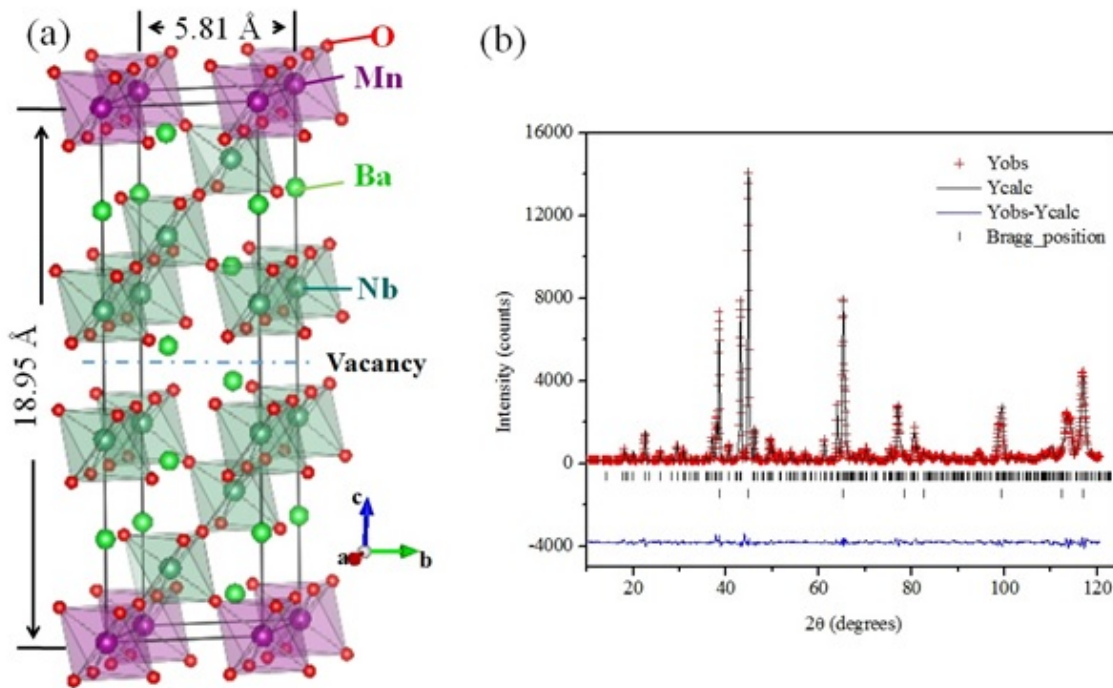 (a)
5.81 Å
O
Mn
Ba
Nb
Vacancy
18.95 Å
c
a
b
(b)
16000
12000
8000
4000
0
-4000
Intensity (counts)
Yobs
Ycalc
Yobs-Ycalc
Bragg_position
20
40
60
80
100
120
2θ (degrees)